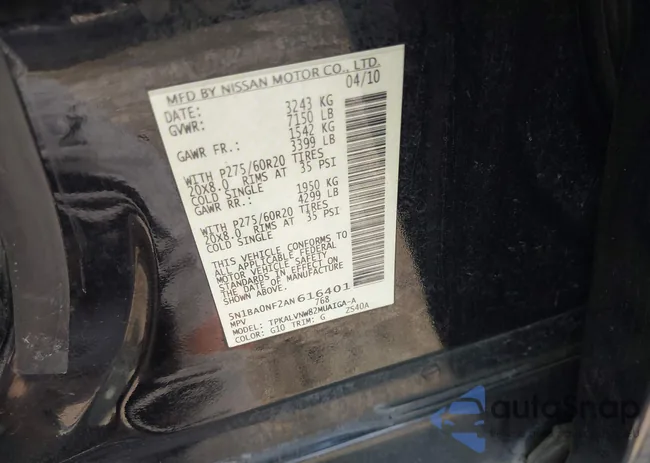 MFD BY NISSAN MOTOR CO., LTD.
DATE: 04/10
GVWR: 3243 KG
7150 LB
GAWR FR.: 1542 KG
3399 LB
WITH P275/60R20 TIRES
20X8.0 RIMS AT 35 PSI
COLD SINGLE
GAWR RR.: 1950 KG
4299 LB
WITH P275/60R20 TIRES
20X8.0 RIMS AT 35 PSI
COLD SINGLE
THIS VEHICLE CONFORMS TO
ALL APPLICABLE FEDERAL
MOTOR VEHICLE SAFETY
STANDARDS IN EFFECT ON
THE DATE OF MANUFACTURE
SHOWN ABOVE
5N1BA0NF2AN616401
MPV 768
MODEL: TPKALVNW82MUAIGA-A
COLOR: G10 TRIM: G ZS40A
autoSnap